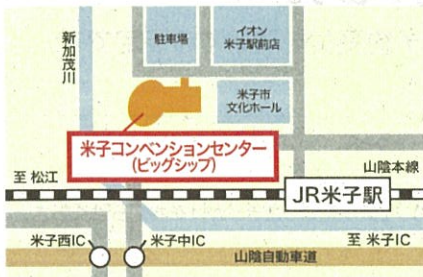 新加茂川
駐車場
イオン
米子駅前店
米子市
文化ホール
米子コンベンションセンター
(ビッグシップ)
至 松江
山陰本線
JR米子駅
米子西IC
米子中IC
至 米子IC
山陰自動車道